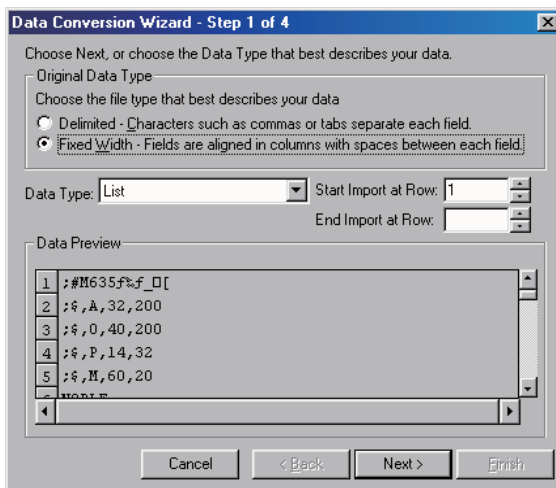 Data Conversion Wizard - Step 1 of 4
Choose Next, or choose the Data Type that best describes your data.
Original Data Type
Choose the file type that best describes your data
Delimited - Characters such as commas or tabs separate each field.
Fixed Width - Fields are aligned in columns with spaces between each field.
Data Type: List Start Import at Row: 1
End Import at Row:
Data Preview
1 ;#M635ƒ‰ƒ_□[
2 ;$,A,32,200
3 ;$,0,40,200
4 ;$,P,14,32
5 ;$,M,60,20
Cancel < Back Next > Finish